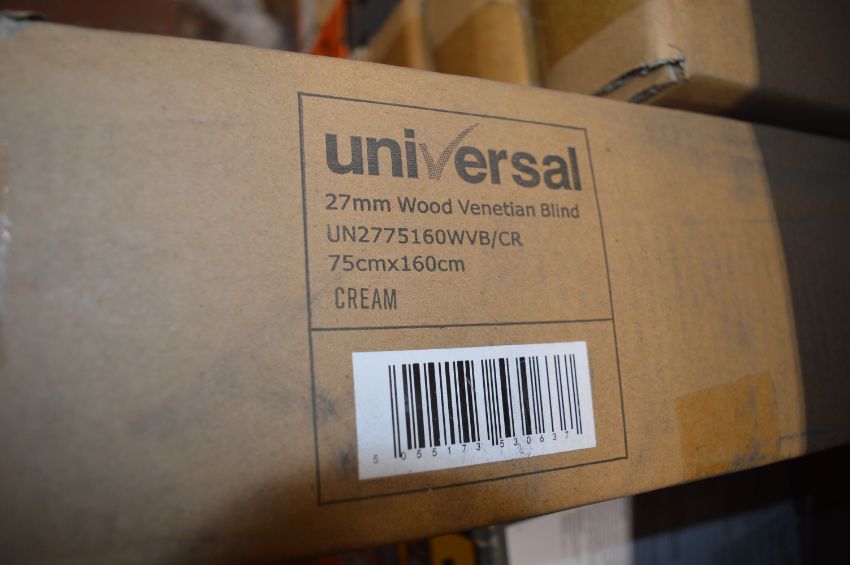 universal
27mm Wood Venetian Blind
UN2775160WVB/CR
75cmx160cm
CREAM
5 055173 530637